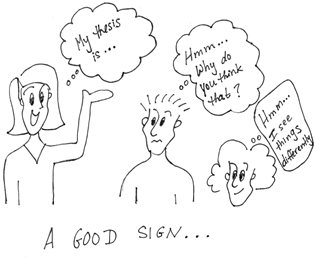 My thesis
is...
Hmm...
Why do
you think
that?
Hmm...
I see
things
differently
A GOOD SIGN...